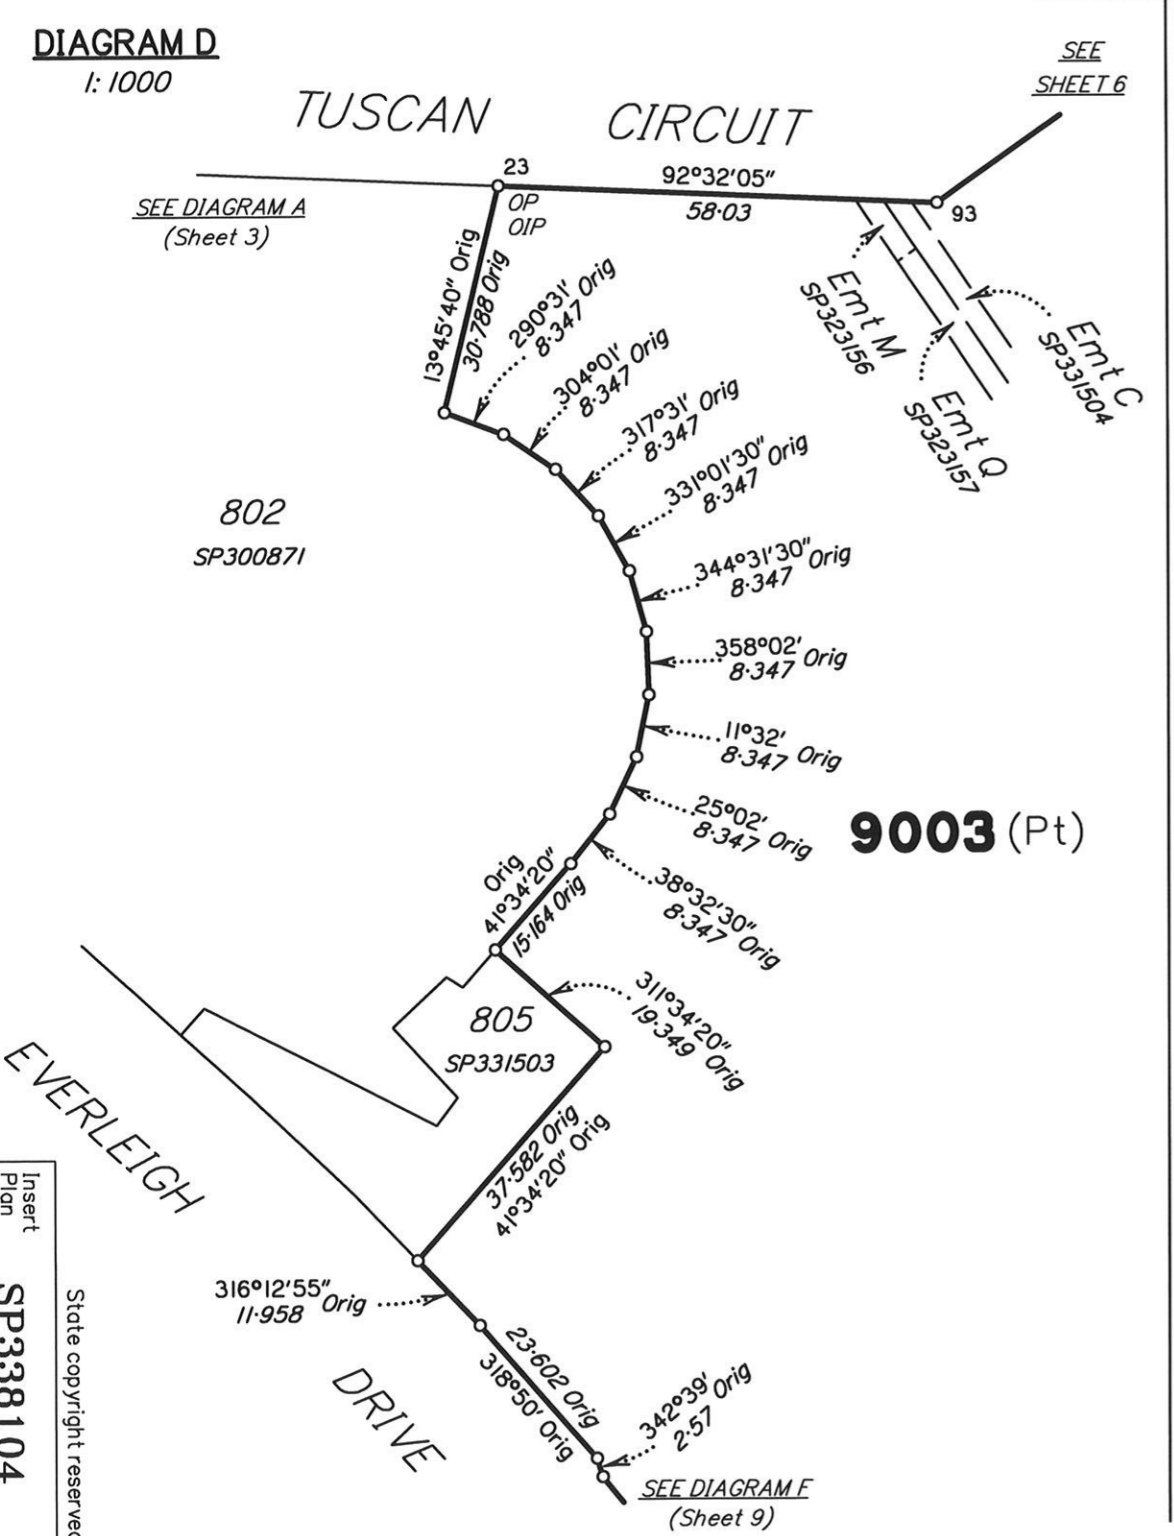 DIAGRAM D
1:1000
SEE
SHEET 6
TUSCAN CIRCUIT
23
92°32'05"
58·03
93
OP
OIP
SEE DIAGRAM A
(Sheet 3)
13°45'40" Orig
30·788 Orig
290°31' Orig
8·347
304°01' Orig
8·347
317°31' Orig
8·347
331°01'30" Orig
8·347
344°31'30" Orig
8·347
358°02' Orig
8·347
11°32' Orig
8·347
25°02' Orig
8·347
38°32'30" Orig
8·347
Emt M
SP323156
Emt Q
SP323157
Emt C
SP331504
802
SP300871
9003 (Pt)
Orig
41°34'20"
15·164 Orig
311°34'20"
19·349 Orig
805
SP331503
37·582 Orig
41°34'20" Orig
EVERLEIGH
DRIVE
316°12'55" Orig
11·958
23·602 Orig
318°50' Orig
342°39' Orig
2·57
SEE DIAGRAM F
(Sheet 9)
State copyright reserved
Insert
Plan
SP338104